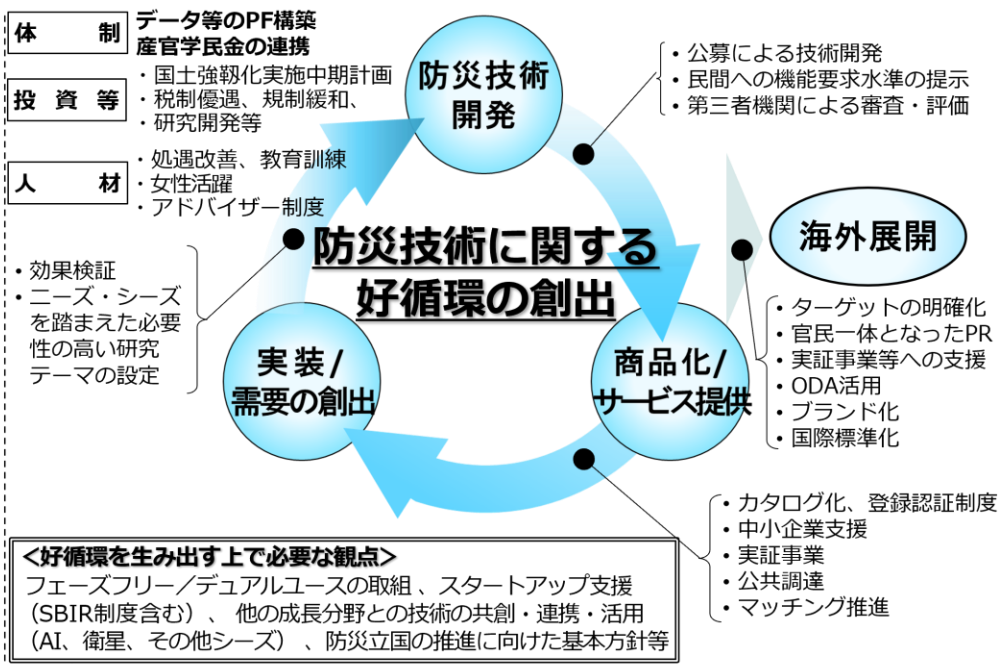 体制
データ等のPF構築
産官学民金の連携
投資等
・国土強靱化実施中期計画
・税制優遇、規制緩和、
・研究開発等
人材
・処遇改善、教育訓練
・女性活躍
・アドバイザー制度
防災技術
開発
・公募による技術開発
・民間への機能要求水準の提示
・第三者機関による審査・評価
防災技術に関する
好循環の創出
海外展開
・ターゲットの明確化
・官民一体となったPR
・実証事業等への支援
・ODA活用
・ブランド化
・国際標準化
・効果検証
・ニーズ・シーズ
を踏まえた必要
性の高い研究
テーマの設定
実装/
需要の創出
商品化/
サービス提供
・カタログ化、登録認証制度
・中小企業支援
・実証事業
・公共調達
・マッチング推進
<好循環を生み出す上で必要な観点>
フェーズフリー／デュアルユースの取組 、スタートアップ支援
（SBIR制度含む）、 他の成長分野との技術の共創・連携・活用
（AI、衛星、その他シーズ） 、防災立国の推進に向けた基本方針等